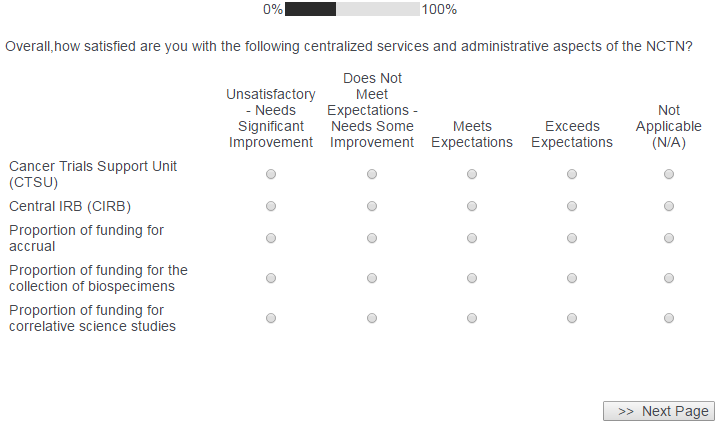 0% 100%
Overall,how satisfied are you with the following centralized services and administrative aspects of the NCTN?
Unsatisfactory
- Needs
Significant
Improvement
Does Not
Meet
Expectations -
Needs Some
Improvement
Meets
Expectations
Exceeds
Expectations
Not
Applicable
(N/A)
Cancer Trials Support Unit
(CTSU)
Central IRB (CIRB)
Proportion of funding for
accrual
Proportion of funding for the
collection of biospecimens
Proportion of funding for
correlative science studies
>> Next Page